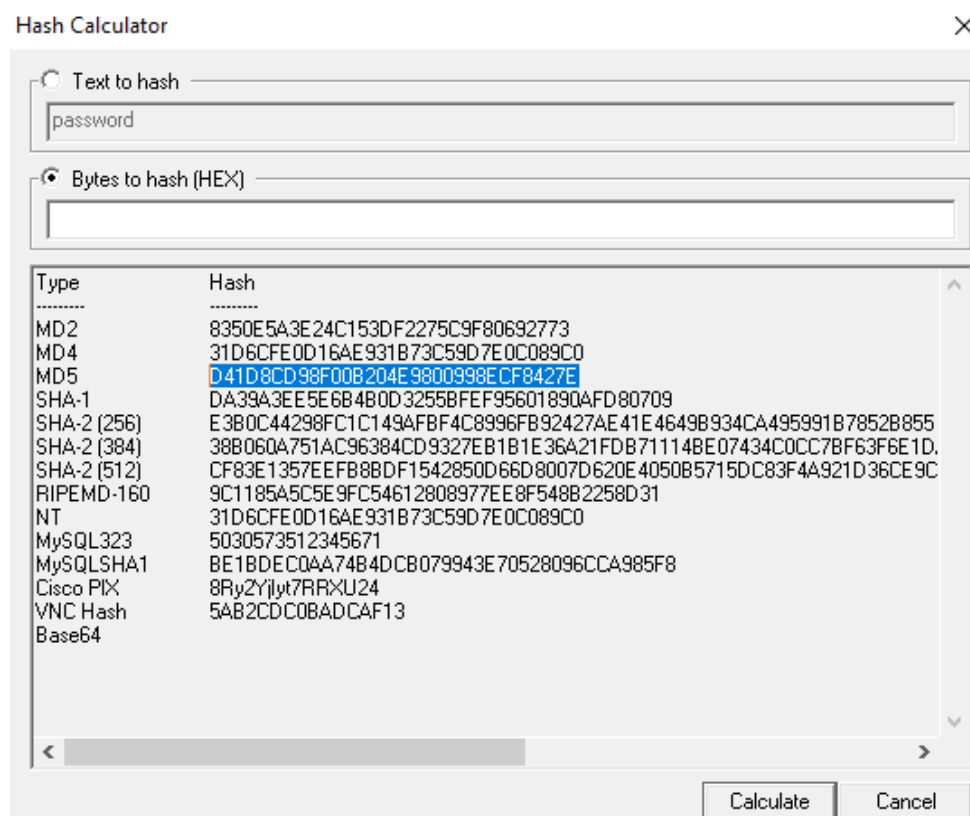 Hash Calculator
Text to hash
password
Bytes to hash (HEX)
Type Hash
--------- ---------
MD2 8350E5A3E24C153DF2275C9F80692773
MD4 31D6CFE0D16AE931B73C59D7E0C089C0
MD5 D41D8CD98F00B204E9800998ECF8427E
SHA-1 DA39A3EE5E6B4B0D3255BFEF95601890AFD80709
SHA-2 (256) E3B0C44298FC1C149AFBF4C8996FB92427AE41E4649B934CA495991B7852B855
SHA-2 (384) 38B060A751AC96384CD9327EB1B1E36A21FDB71114BE07434C0CC7BF63F6E1D.
SHA-2 (512) CF83E1357EEFB8BDF1542850D66D8007D620E4050B5715DC83F4A921D36CE9C
RIPEMD-160 9C1185A5C5E9FC54612808977EE8F548B2258D31
NT 31D6CFE0D16AE931B73C59D7E0C089C0
MySQL323 5030573512345671
MySQLSHA1 BE1BDEC0AA74B4DCB079943E70528096CCA985F8
Cisco PIX 8Ry2YjIyt7RRXU24
VNC Hash 5AB2CDC0BADCAF13
Base64
Calculate Cancel